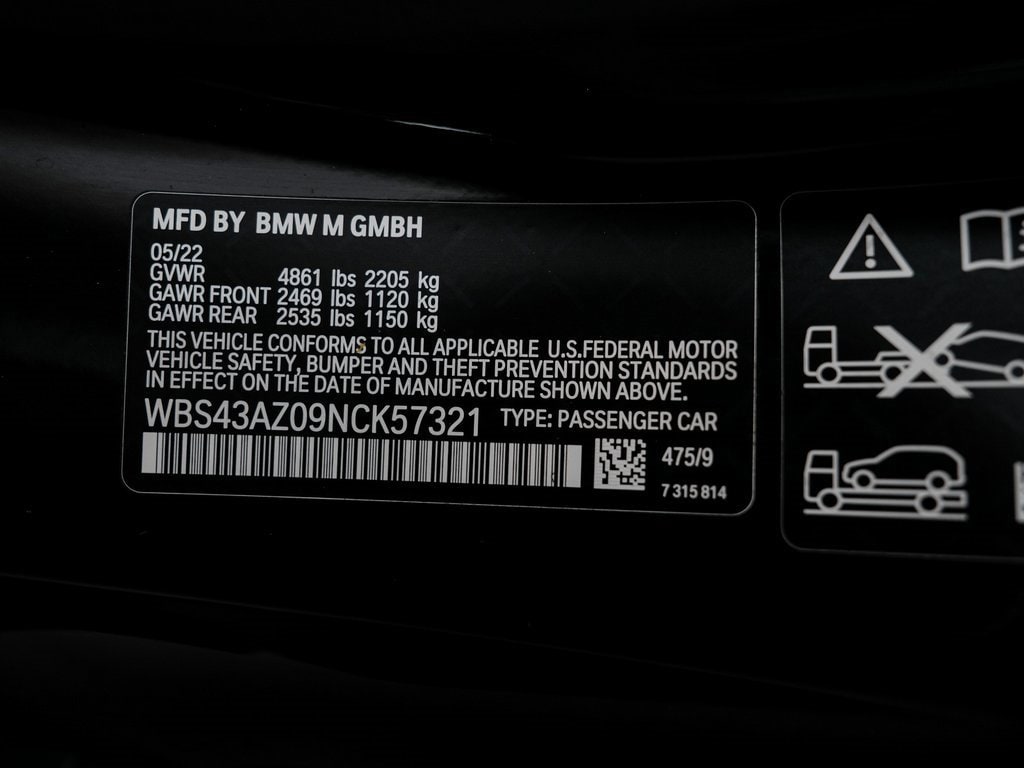 MFD BY BMW M GMBH
05/22
GVWR 4861 lbs 2205 kg
GAWR FRONT 2469 lbs 1120 kg
GAWR REAR 2535 lbs 1150 kg
THIS VEHICLE CONFORMS TO ALL APPLICABLE U.S.FEDERAL MOTOR
VEHICLE SAFETY, BUMPER AND THEFT PREVENTION STANDARDS
IN EFFECT ON THE DATE OF MANUFACTURE SHOWN ABOVE.
WBS43AZ09NCK57321 TYPE: PASSENGER CAR
475/9
7 315 814